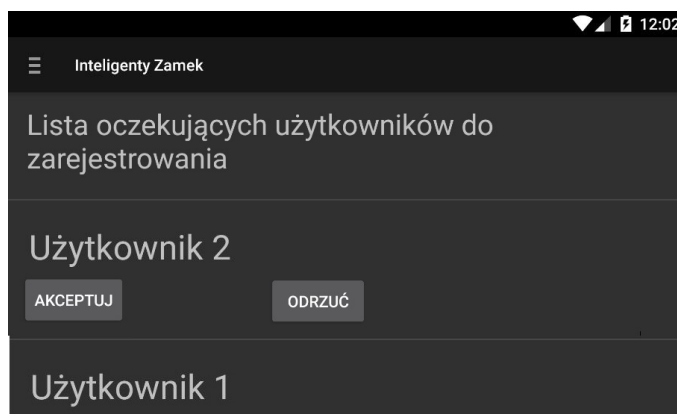 12:02
Inteligenty Zamek
Lista oczekujących użytkowników do
zarejestrowania
Użytkownik 2
AKCEPTUJ ODRZUĆ
Użytkownik 1